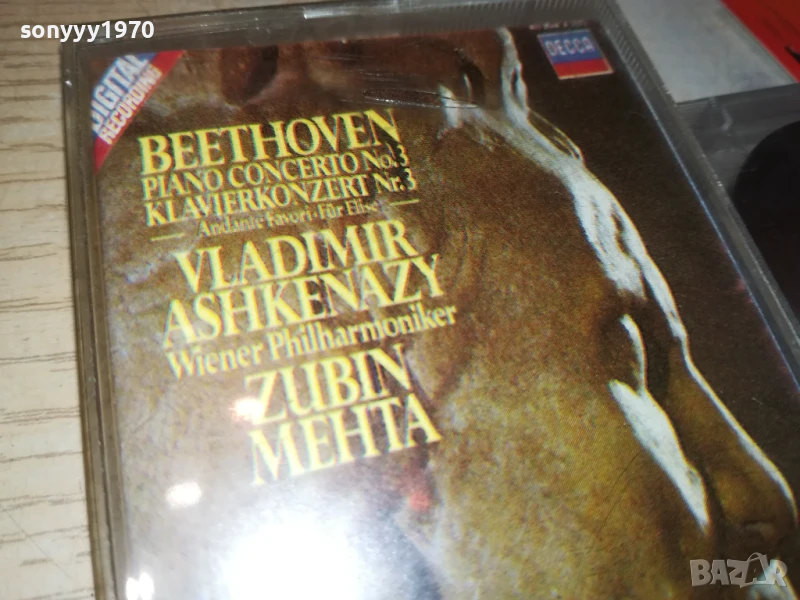 sonyyy1970
DECCA
DIGITAL
RECORDING
BEETHOVEN
PIANO CONCERTO No.3
KLAVIERKONZERT Nr.3
Andante Favori · Für Elise
VLADIMIR
ASHKENAZY
Wiener Philharmoniker
ZUBIN
MEHTA
BAZAR